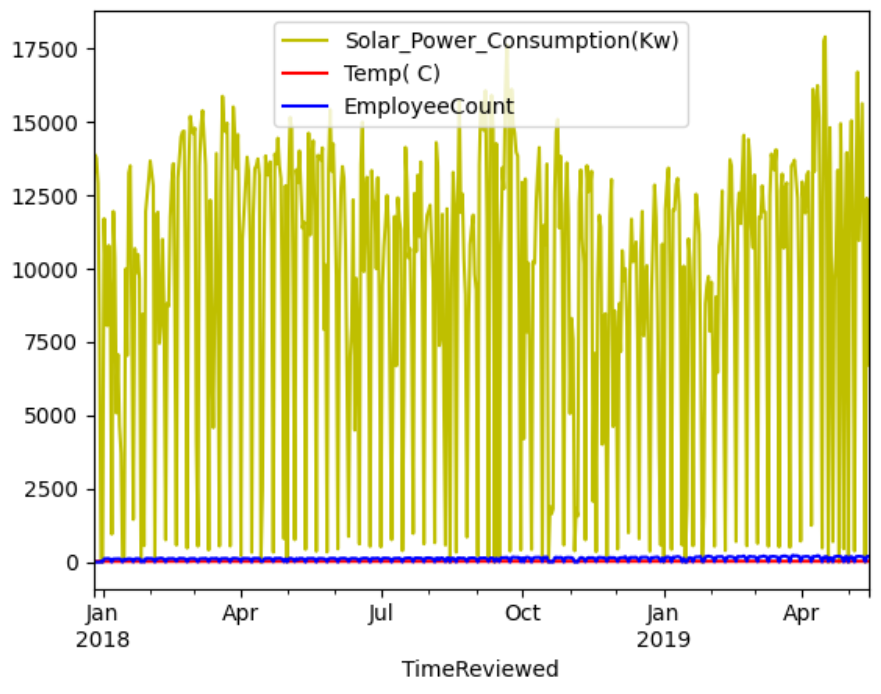 Solar_Power_Consumption(Kw)
Temp( C)
EmployeeCount
17500
15000
12500
10000
7500
5000
2500
0
Jan Apr Jul Oct Jan Apr
2018 2019
TimeReviewed